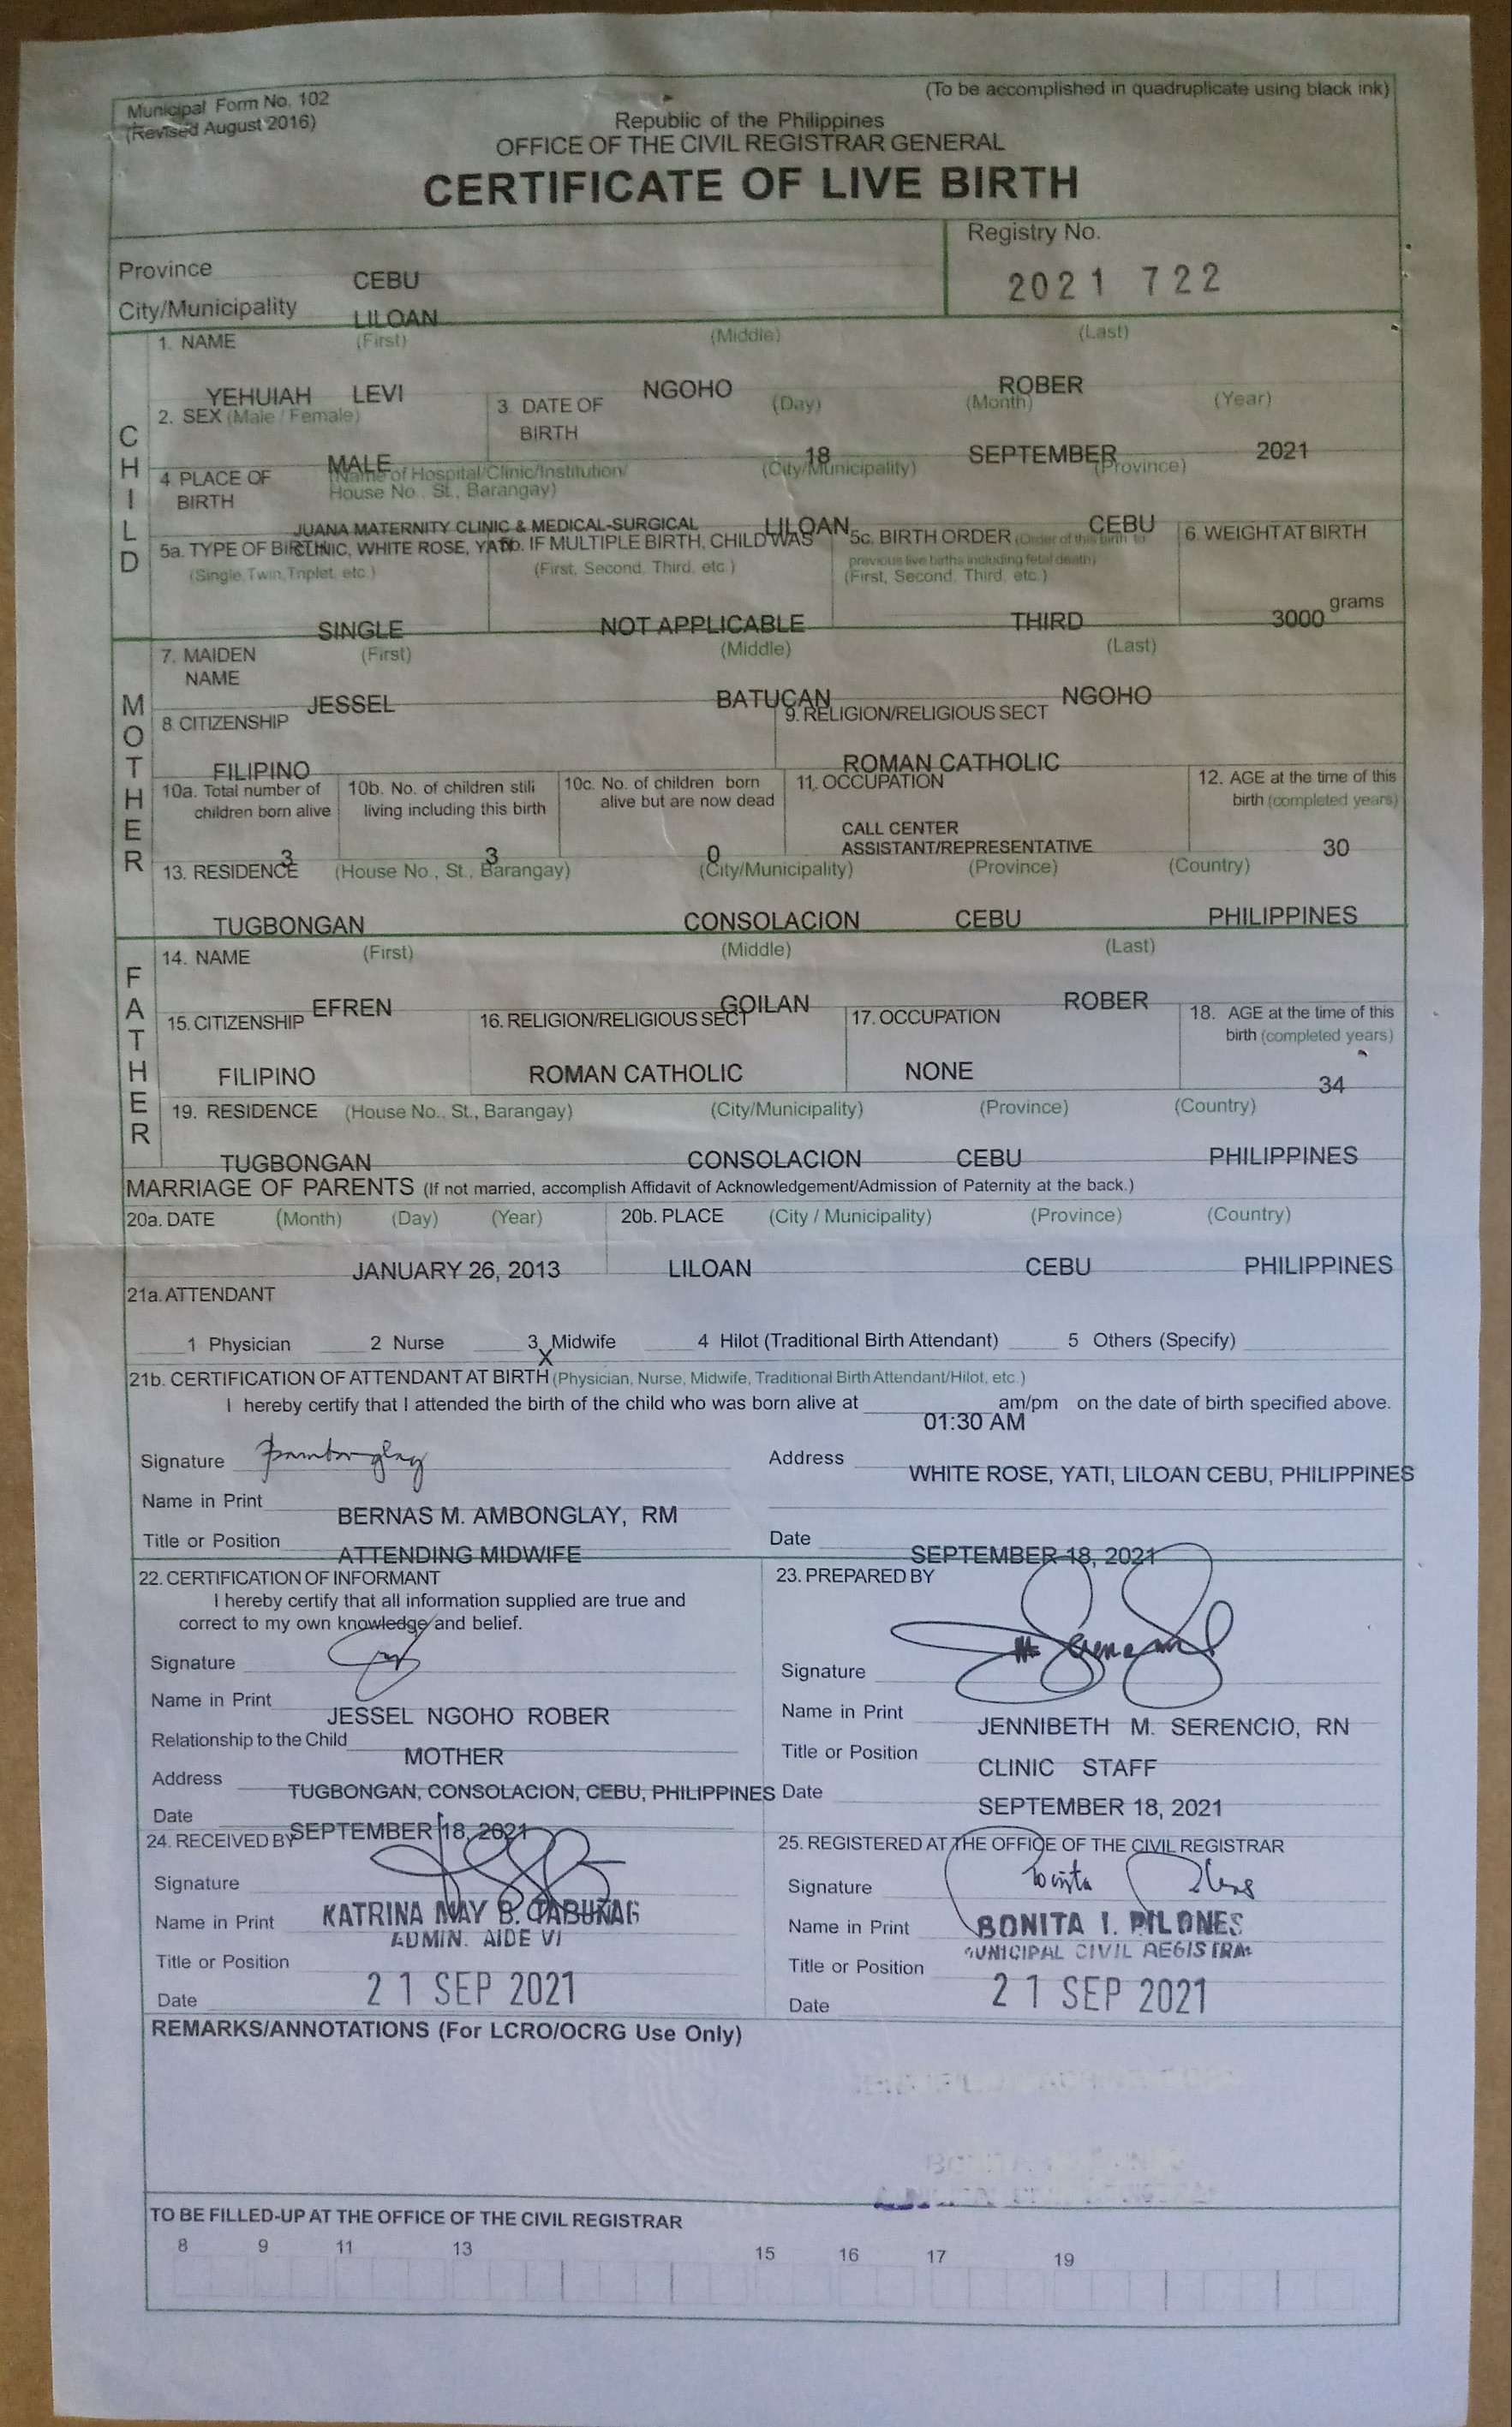 Municipal Form No. 102
(Revised August 2016)
(To be accomplished in quadruplicate using black ink)
Republic of the Philippines
OFFICE OF THE CIVIL REGISTRAR GENERAL
CERTIFICATE OF LIVE BIRTH
Province CEBU
City/Municipality LILOAN
Registry No.
2021 722
CHILD
1. NAME (First) (Middle) (Last)
YEHUIAH LEVI NGOHO ROBER
2. SEX (Male / Female) 3. DATE OF BIRTH (Day) (Month) (Year)
MALE 18 SEPTEMBER 2021
4. PLACE OF BIRTH (Name of Hospital/Clinic/Institution/ House No., St., Barangay) (City/Municipality) (Province)
JUANA MATERNITY CLINIC & MEDICAL-SURGICAL
CLINIC, WHITE ROSE, YATI LILOAN CEBU
5a. TYPE OF BIRTH (Single, Twin, Triplet, etc.) 5b. IF MULTIPLE BIRTH, CHILD WAS (First, Second, Third, etc.) 5c. BIRTH ORDER (Order of this birth to previous live births including fetal death) (First, Second, Third, etc.) 6. WEIGHT AT BIRTH
SINGLE NOT APPLICABLE THIRD 3000 grams
MOTHER
7. MAIDEN NAME (First) (Middle) (Last)
JESSEL BATUCAN NGOHO
8. CITIZENSHIP 9. RELIGION/RELIGIOUS SECT
FILIPINO ROMAN CATHOLIC
10a. Total number of children born alive 10b. No. of children still living including this birth 10c. No. of children born alive but are now dead 11. OCCUPATION 12. AGE at the time of this birth (completed years)
3 3 0 CALL CENTER ASSISTANT/REPRESENTATIVE 30
13. RESIDENCE (House No., St., Barangay) (City/Municipality) (Province) (Country)
TUGBONGAN CONSOLACION CEBU PHILIPPINES
FATHER
14. NAME (First) (Middle) (Last)
EFREN GOILAN ROBER
15. CITIZENSHIP 16. RELIGION/RELIGIOUS SECT 17. OCCUPATION 18. AGE at the time of this birth (completed years)
FILIPINO ROMAN CATHOLIC NONE 34
19. RESIDENCE (House No., St., Barangay) (City/Municipality) (Province) (Country)
TUGBONGAN CONSOLACION CEBU PHILIPPINES
MARRIAGE OF PARENTS (If not married, accomplish Affidavit of Acknowledgement/Admission of Paternity at the back.)
20a. DATE (Month) (Day) (Year) 20b. PLACE (City / Municipality) (Province) (Country)
JANUARY 26, 2013 LILOAN CEBU PHILIPPINES
21a. ATTENDANT
1 Physician 2 Nurse 3 Midwife 4 Hilot (Traditional Birth Attendant) 5 Others (Specify)
X
21b. CERTIFICATION OF ATTENDANT AT BIRTH (Physician, Nurse, Midwife, Traditional Birth Attendant/Hilot, etc.)
I hereby certify that I attended the birth of the child who was born alive at am/pm on the date of birth specified above.
01:30 AM
Signature Address WHITE ROSE, YATI, LILOAN CEBU, PHILIPPINES
Name in Print BERNAS M. AMBONGLAY, RM
Title or Position ATTENDING MIDWIFE Date SEPTEMBER 18, 2021
22. CERTIFICATION OF INFORMANT
I hereby certify that all information supplied are true and
correct to my own knowledge and belief.
Signature
Name in Print JESSEL NGOHO ROBER
Relationship to the Child MOTHER
Address TUGBONGAN, CONSOLACION, CEBU, PHILIPPINES
Date SEPTEMBER 18, 2021
23. PREPARED BY
Signature
Name in Print JENNIBETH M. SERENCIO, RN
Title or Position CLINIC STAFF
Date SEPTEMBER 18, 2021
24. RECEIVED BY
Signature
Name in Print KATRINA MAY B.
ADMIN. AIDE VI
Title or Position
Date 21 SEP 2021
25. REGISTERED AT THE OFFICE OF THE CIVIL REGISTRAR
Signature
Name in Print BONITA I. PILONES
MUNICIPAL CIVIL REGISTRAR
Title or Position
Date 21 SEP 2021
REMARKS/ANNOTATIONS (For LCRO/OCRG Use Only)
TO BE FILLED-UP AT THE OFFICE OF THE CIVIL REGISTRAR
8 9 11 13 15 16 17 19